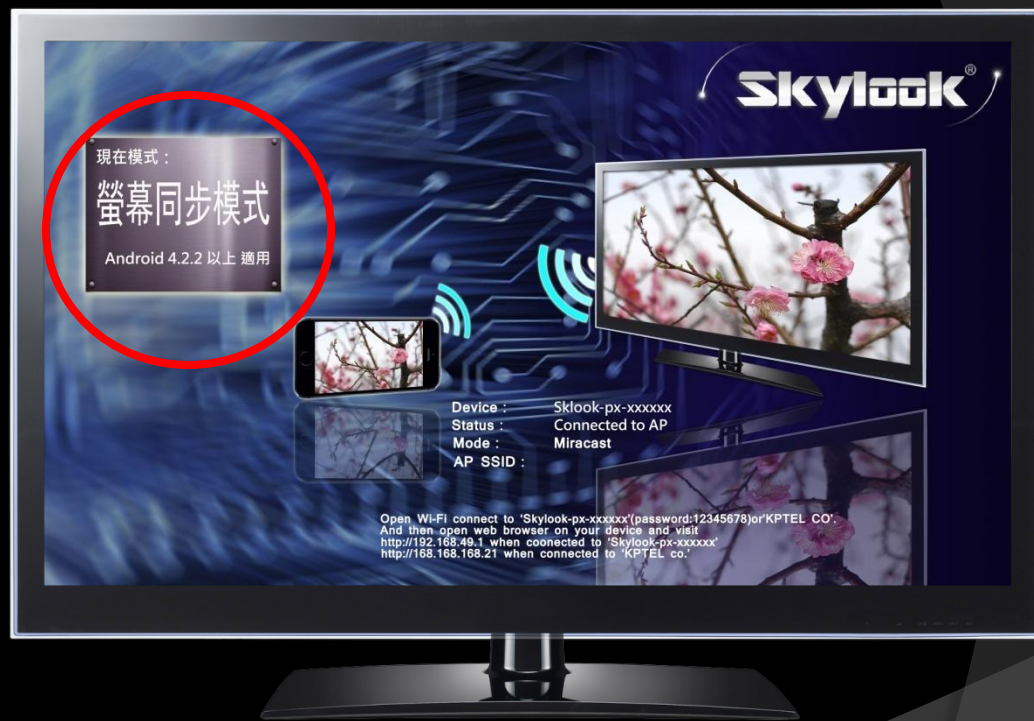 Skylook®
現在模式：
螢幕同步模式
Android 4.2.2 以上 適用
Device : Sklook-px-xxxxxx
Status : Connected to AP
Mode : Miracast
AP SSID :
Open Wi-Fi connect to 'Skylook-px-xxxxxx'(password:12345678)or'KPTEL CO'.
And then open web browser on your device and visit
http://192.168.49.1 when coonected to 'Skylook-px-xxxxxx'
http://168.168.168.21 when connected to 'KPTEL co.'